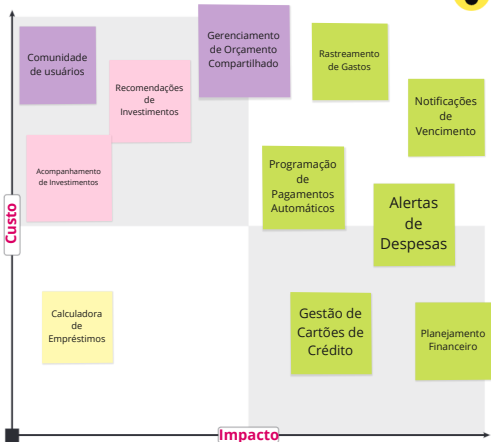 Comunidade
de usuários
Gerenciamento
de Orçamento
Compartilhado
Rastreamento
de Gastos
Recomendações
de
Investimentos
Notificações
de
Vencimento
Acompanhamento
de Investimentos
Programação
de
Pagamentos
Automáticos
Alertas
de
Despesas
Custo
Calculadora
de
Empréstimos
Gestão de
Cartões de
Crédito
Planejamento
Financeiro
Impacto